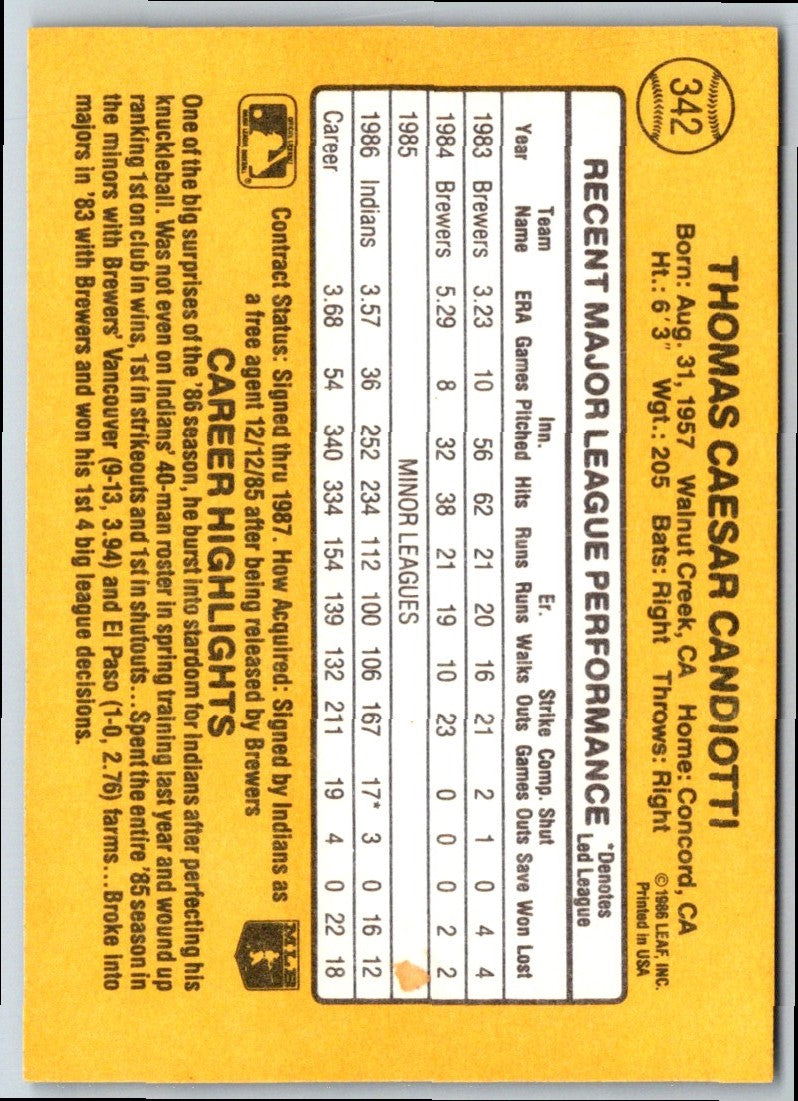 342
THOMAS CAESAR CANDIOTTI
Born: Aug. 31, 1957 Walnut Creek, CA Home: Concord, CA
Ht.: 6'3" Wgt.: 205 Bats: Right Throws: Right
© 1986 LEAF, INC.
Printed in USA
RECENT MAJOR LEAGUE PERFORMANCE *Denotes Led League
Team Inn. Er. Strike Comp. Shut
Year Name ERA Games Pitched Hits Runs Runs Walks Outs Games Outs Save Won Lost
1983 Brewers 3.23 10 56 62 21 20 16 21 2 1 0 4 4
1984 Brewers 5.29 8 32 38 21 19 10 23 0 0 0 2 2
1985 MINOR LEAGUES
1986 Indians 3.57 36 252 234 112 100 106 167 17* 3 0 16 12
Career 3.68 54 340 334 154 139 132 211 19 4 0 22 18
Contract Status: Signed thru 1987. How Acquired: Signed by Indians as
a free agent 12/12/85 after being released by Brewers
MLB
CAREER HIGHLIGHTS
One of the big surprises of the '86 season, he burst into stardom for Indians after perfecting his
knuckleball. Was not even on Indians' 40-man roster in spring training last year and wound up
ranking 1st on club in wins, 1st in strikeouts and 1st in shutouts...Spent the entire '85 season in
the minors with Brewers' Vancouver (9-13, 3.94) and El Paso (1-0, 2.76) farms...Broke into
majors in '83 with Brewers and won his 1st 4 big league decisions.